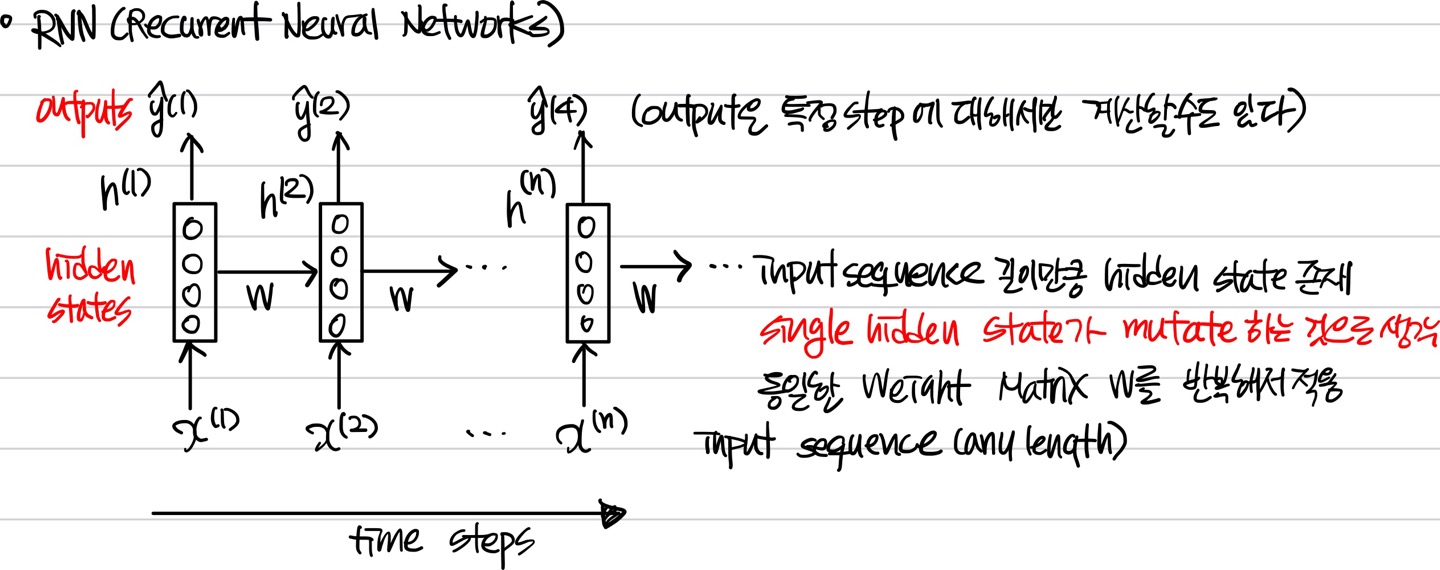 • RNN (Recurrent Neural Networks)
outputs ŷ(1) ŷ(2) ŷ(4) (output은 특정 step에 대해서만 계산할수도 있다)
h(1) h(2) h(n)
hidden states
W W ... W ... input sequence 길이만큼 hidden state 존재
single hidden state가 mutate 하는 것으로 생각
동일한 Weight Matrix W를 반복해서 적용
x(1) x(2) ... x(n) input sequence (any length)
time steps